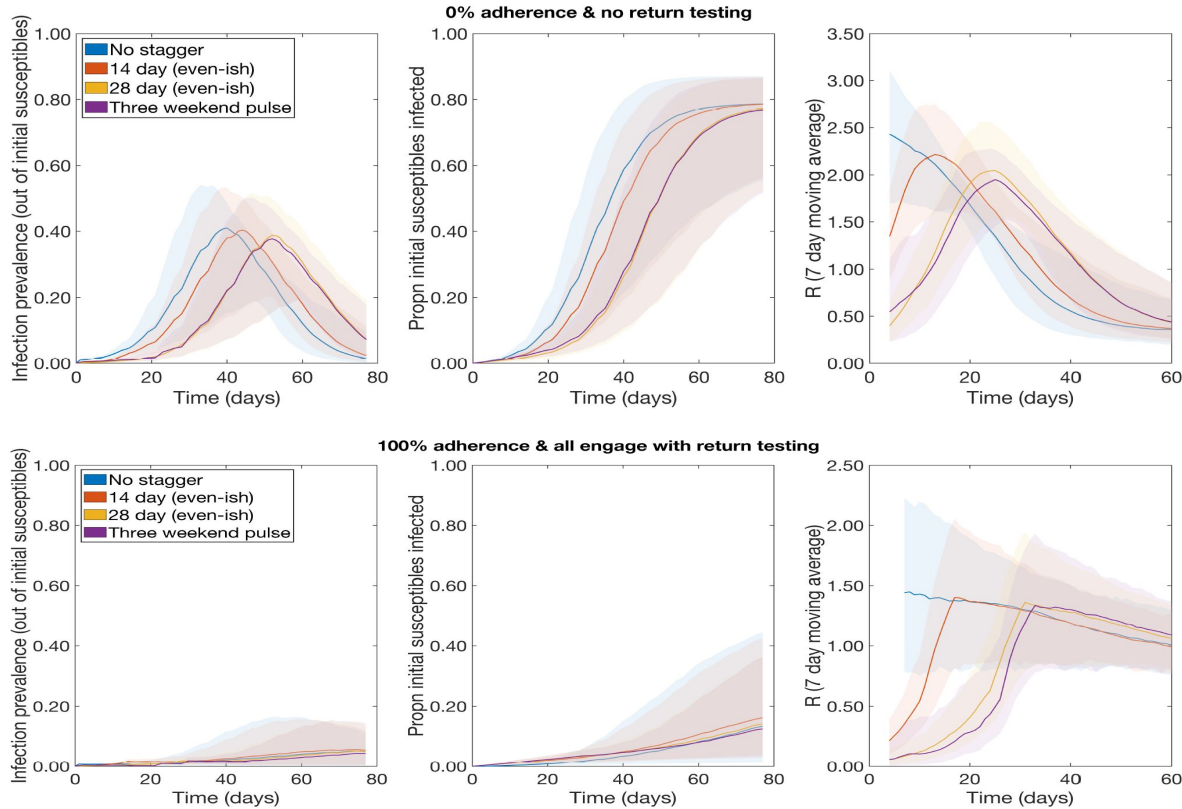 0% adherence & no return testing
Infection prevalence (out of initial susceptibles)
1.00
0.80
0.60
0.40
0.20
0.00
No stagger
14 day (even-ish)
28 day (even-ish)
Three weekend pulse
0 20 40 60 80
Time (days)
Propn initial susceptibles infected
1.00
0.80
0.60
0.40
0.20
0.00
0 20 40 60 80
Time (days)
R (7 day moving average)
3.50
3.00
2.50
2.00
1.50
1.00
0.50
0.00
0 20 40 60
Time (days)
100% adherence & all engage with return testing
Infection prevalence (out of initial susceptibles)
1.00
0.80
0.60
0.40
0.20
0.00
No stagger
14 day (even-ish)
28 day (even-ish)
Three weekend pulse
0 20 40 60 80
Time (days)
Propn initial susceptibles infected
1.00
0.80
0.60
0.40
0.20
0.00
0 20 40 60 80
Time (days)
R (7 day moving average)
2.50
2.00
1.50
1.00
0.50
0.00
0 20 40 60
Time (days)